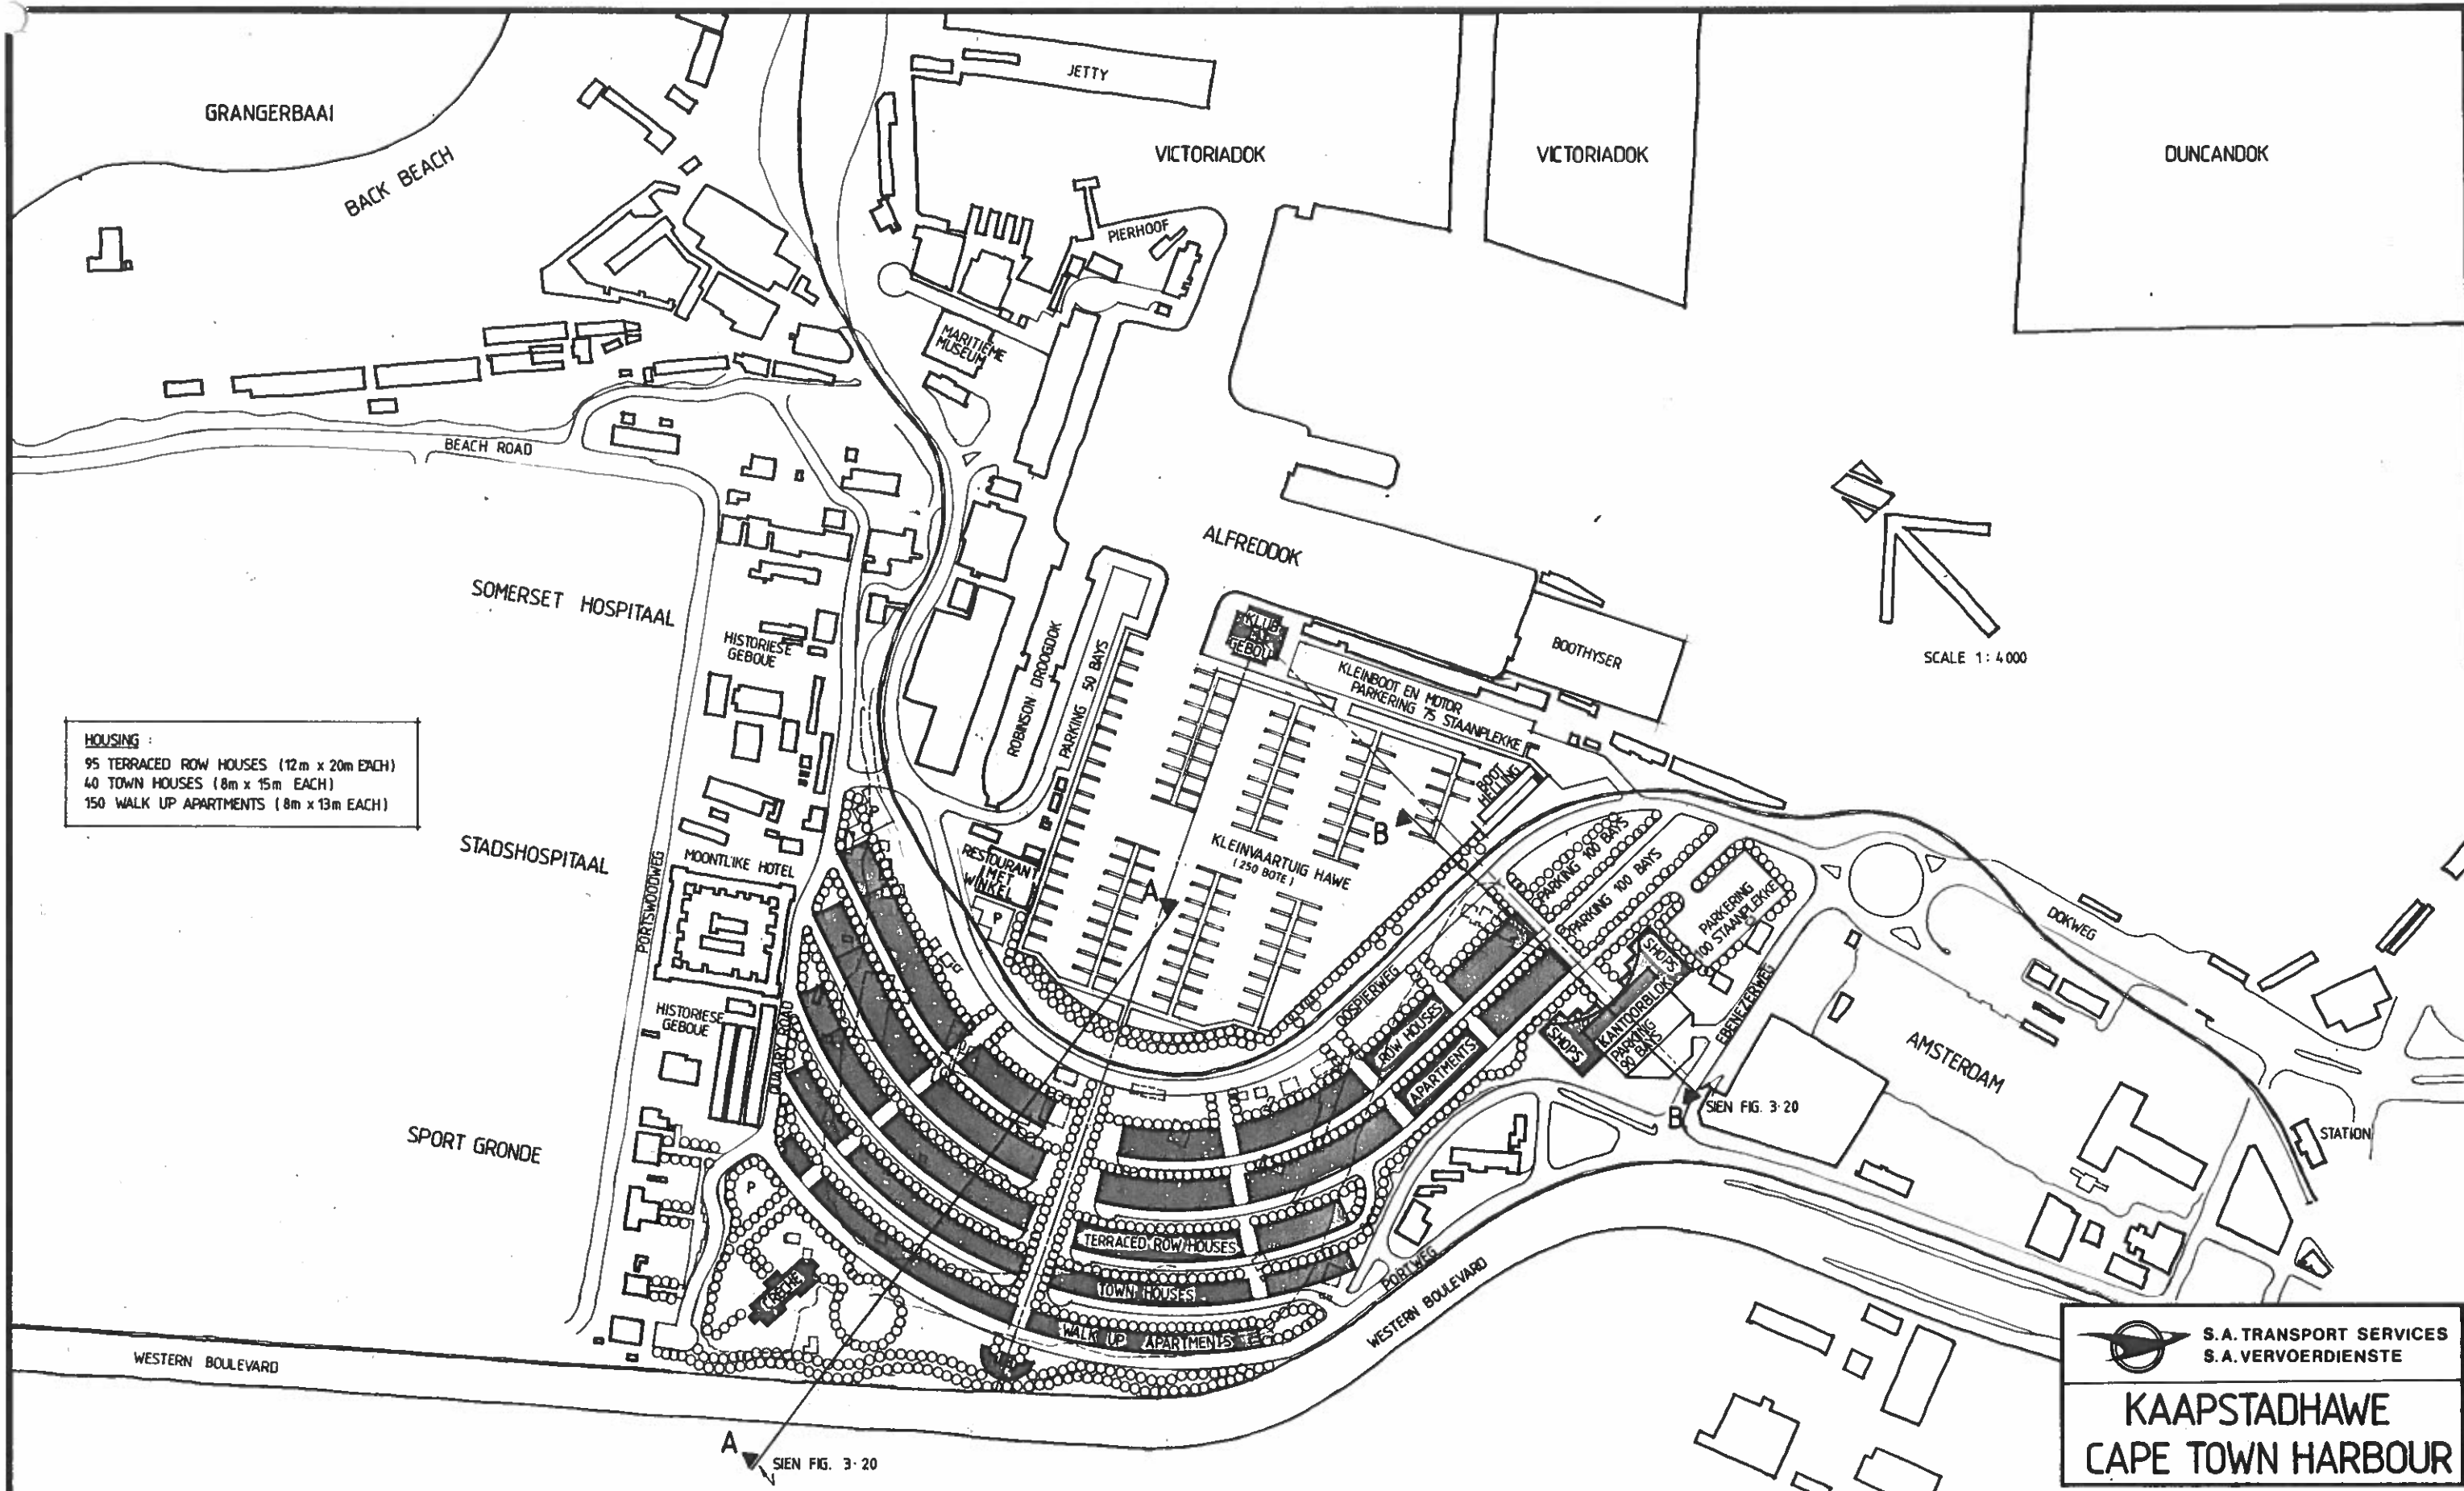 GRANGERBAAI
BACK BEACH
JETTY
VICTORIADOK
VICTORIADOK
DUNCANDOK
PIERHOOF
MARITIEME
MUSEUM
BEACH ROAD
ALFREDDOK
SOMERSET HOSPITAAL
HISTORIESE
GEBOUE
ROBINSON DROOGDOK
PARKING 50 BAYS
KLUB
GEBOU
KLEINBOOT EN MOTOR
PARKERING 75 STAANPLEKKE
BOOTHYSER
SCALE 1: 4000
HOUSING :
95 TERRACED ROW HOUSES (12m x 20m EACH)
40 TOWN HOUSES (8m x 15m EACH)
150 WALK UP APARTMENTS (8m x 13m EACH)
BOOT
HELLING
B
KLEINVAARTUIG HAWE
(250 BOTE)
P
STADSHOSPITAAL
PORTSWOODWEG
MOONTLIKE HOTEL
RESTOURANT
MET
WINKEL
P
A
PARKING 100 BAYS
PARKING 100 BAYS
PARKERING
100 STAANPLEKKE
DOKWEG
SHOPS
KANTOORBLOK
SHOPS
PARKING
90 BAYS
EBENEZERWEG
AMSTERDAM
HISTORIESE
GEBOUE
QUARRY ROAD
DOSPIERWEG
ROW HOUSES
APARTMENTS
B
SIEN FIG. 3·20
STATION
SPORT GRONDE
P
TERRACED ROW HOUSES
TOWN HOUSES
WALK UP APARTMENTS
CRECHE
PORTWEG
WESTERN BOULEVARD
WESTERN BOULEVARD
A
SIEN FIG. 3·20
S.A. TRANSPORT SERVICES
S.A. VERVOERDIENSTE
KAAPSTADHAWE
CAPE TOWN HARBOUR